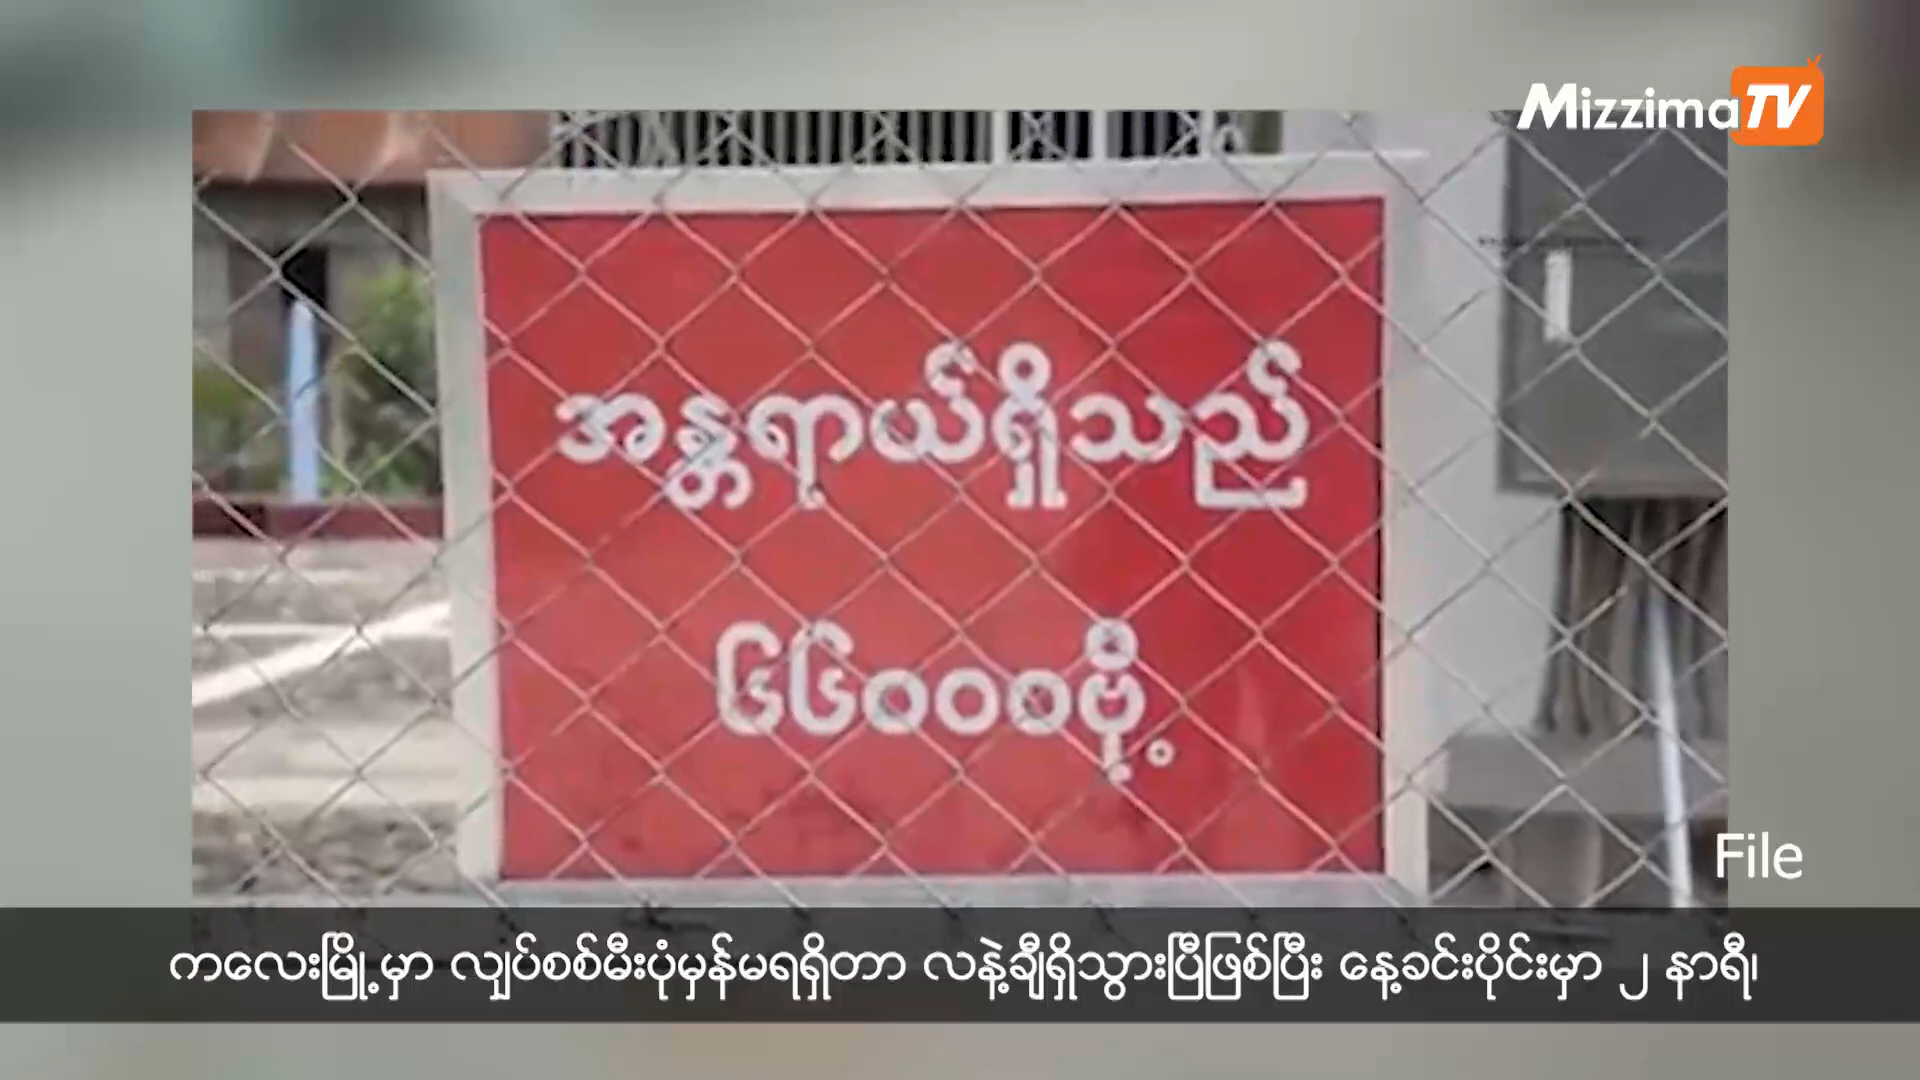 Mizzima TV
အန္တရာယ်ရှိသည်
၆၆၀၀၀ဗို့
File
ကလေးမြို့မှာ လျှပ်စစ်မီးပုံမှန်မရရှိတာ လနဲ့ချီရှိသွားပြီဖြစ်ပြီး နေ့ခင်းပိုင်းမှာ ၂ နာရီ၊